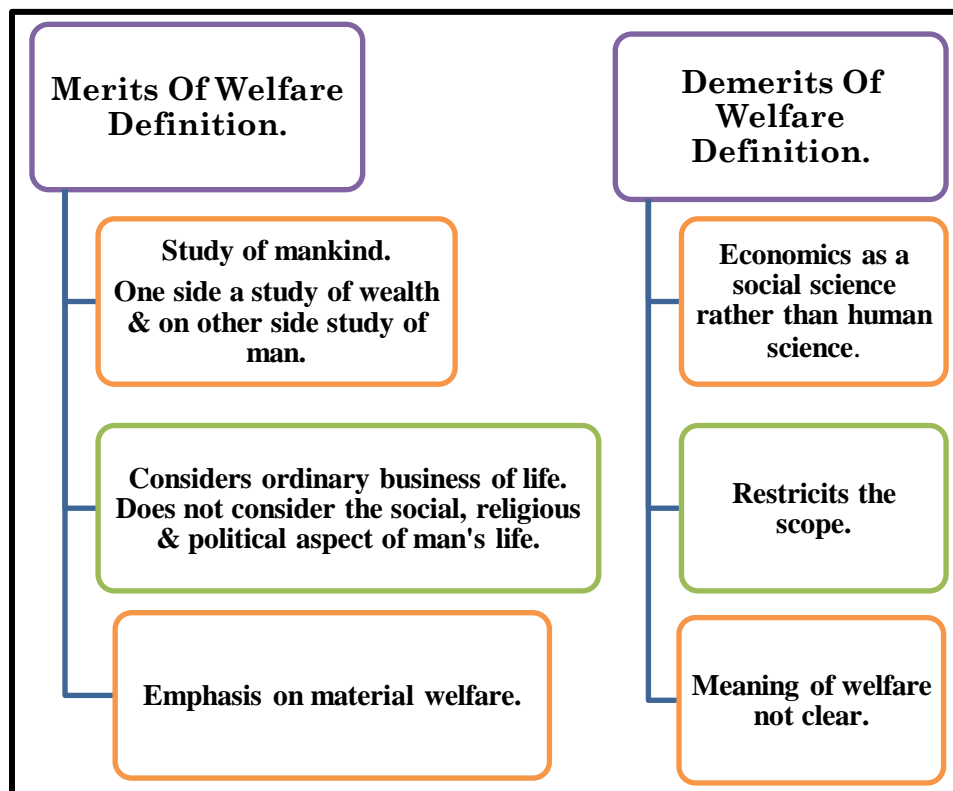 Merits Of Welfare
Definition.
Study of mankind.
One side a study of wealth
& on other side study of
man.
Considers ordinary business of life.
Does not consider the social, religious
& political aspect of man's life.
Emphasis on material welfare.
Demerits Of
Welfare
Definition.
Economics as a
social science
rather than human
science.
Restricits the
scope.
Meaning of welfare
not clear.